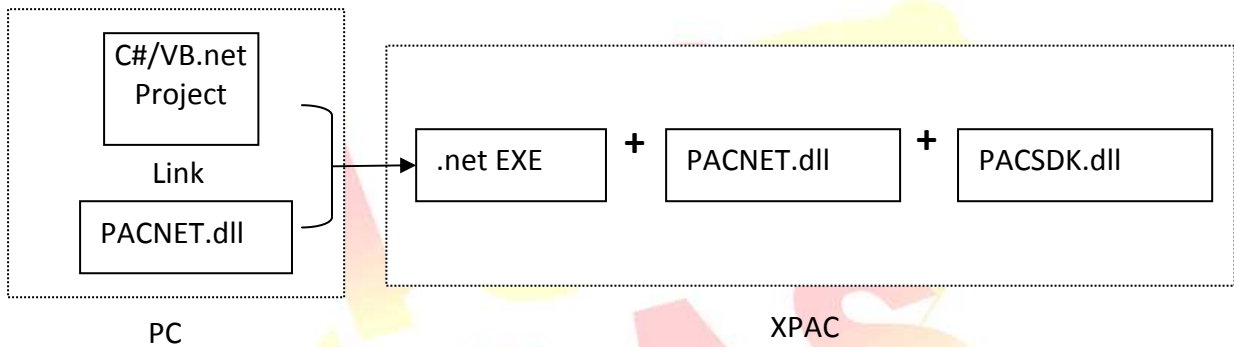 C#/VB.net
Project
Link
PACNET.dll
.net EXE
+
PACNET.dll
+
PACSDK.dll
PC
XPAC